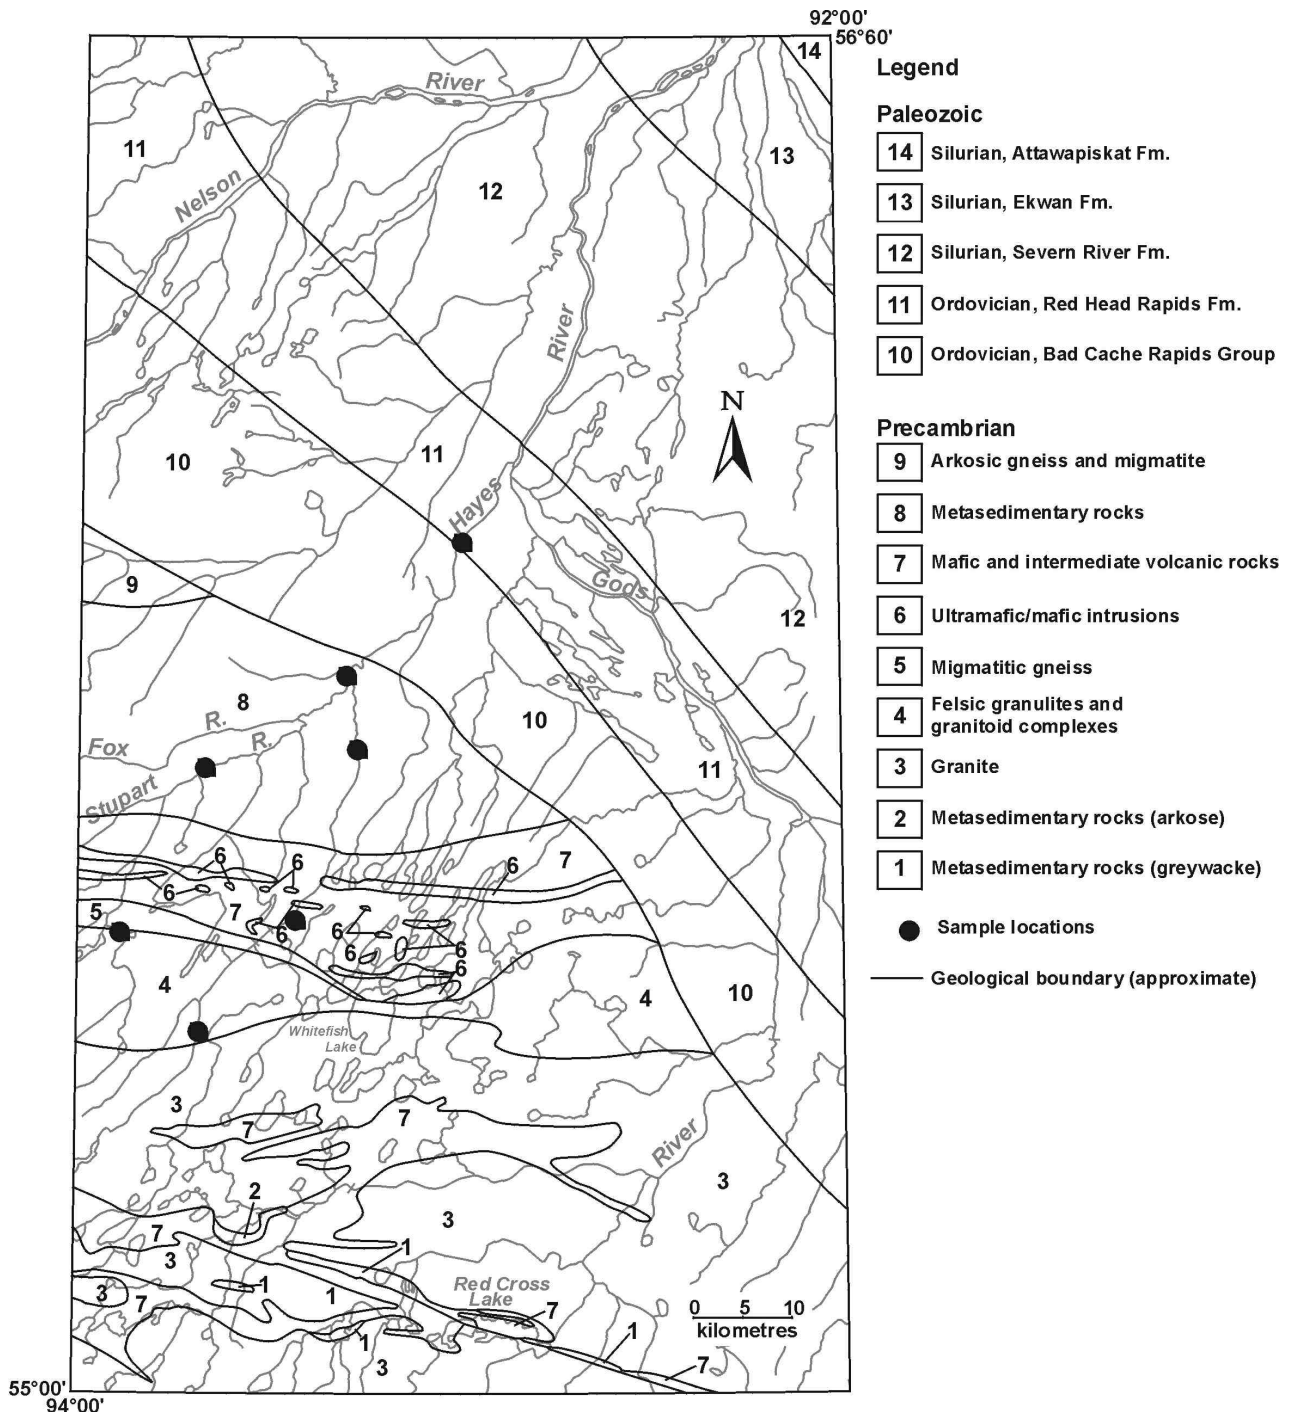 92°00'
56°60'
14
River
11
13
Nelson
12
River
N
11
10
Hayes
Gods
9
12
8
R.
10
Fox
R.
11
Stupart
6
6
6
7
6
5
7
6
6
6
6
6
4
4
10
Whitefish
Lake
3
7
7
River
3
2
3
7
1
3
Red Cross
Lake
1
1
3
7
7
0 5 10
kilometres
1
1
3
7
55°00'
94°00'
Legend
Paleozoic
14 Silurian, Attawapiskat Fm.
13 Silurian, Ekwan Fm.
12 Silurian, Severn River Fm.
11 Ordovician, Red Head Rapids Fm.
10 Ordovician, Bad Cache Rapids Group
Precambrian
9 Arkosic gneiss and migmatite
8 Metasedimentary rocks
7 Mafic and intermediate volcanic rocks
6 Ultramafic/mafic intrusions
5 Migmatitic gneiss
4 Felsic granulites and
granitoid complexes
3 Granite
2 Metasedimentary rocks (arkose)
1 Metasedimentary rocks (greywacke)
Sample locations
Geological boundary (approximate)